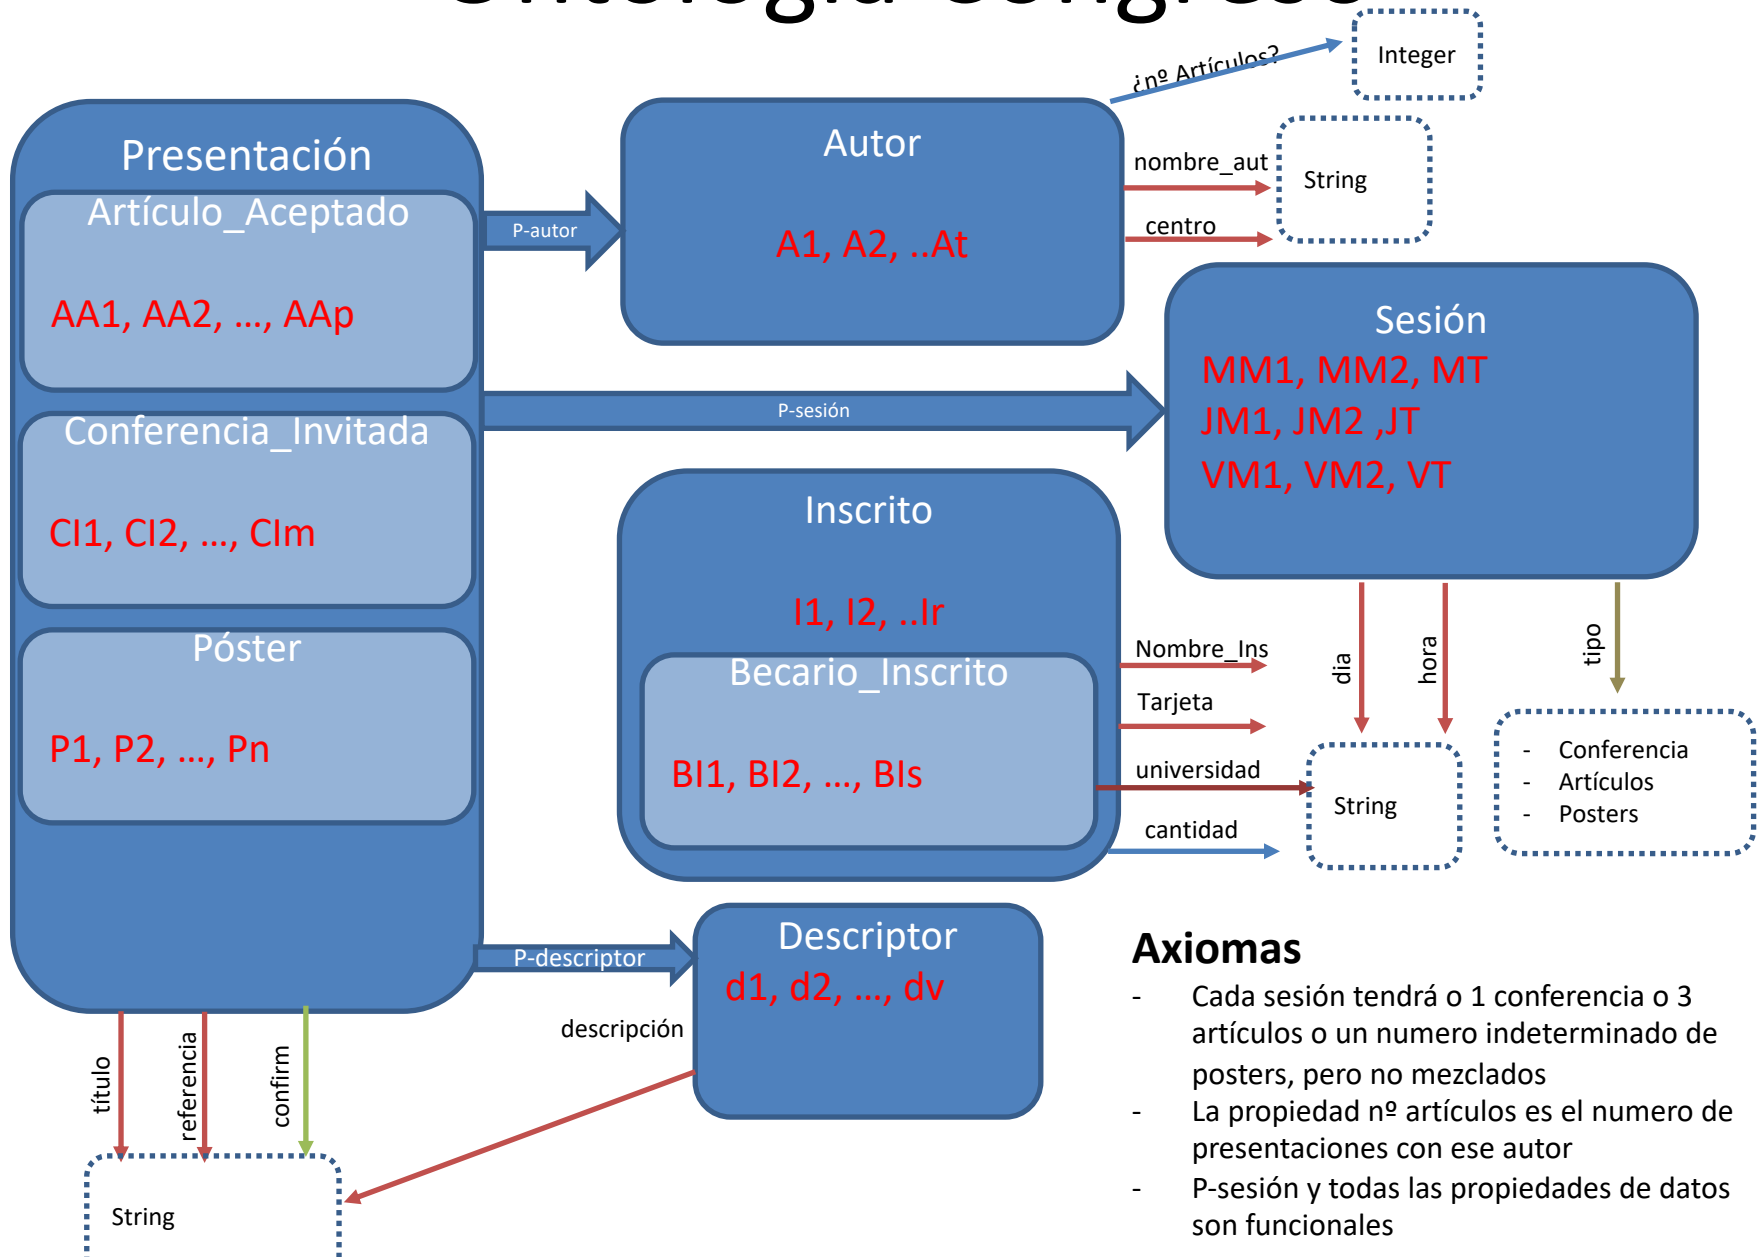 Ontología Congreso
¿nº Artículos?
Integer
Presentación
Autor
nombre_aut
String
Artículo_Aceptado
P-autor
centro
A1, A2, ..At
AA1, AA2, …, AAp
Sesión
MM1, MM2, MT
P-sesión
JM1, JM2 ,JT
Conferencia_Invitada
VM1, VM2, VT
Inscrito
CI1, CI2, …, CIm
I1, I2, ..Ir
Póster
Nombre_Ins
dia
hora
tipo
Becario_Inscrito
Tarjeta
P1, P2, …, Pn
BI1, BI2, …, BIs
universidad
- Conferencia
- Artículos
- Posters
String
cantidad
Descriptor
P-descriptor
d1, d2, …, dv
descripción
título
referencia
confirm
String
Axiomas
- Cada sesión tendrá o 1 conferencia o 3
artículos o un numero indeterminado de
posters, pero no mezclados
- La propiedad nº artículos es el numero de
presentaciones con ese autor
- P-sesión y todas las propiedades de datos
son funcionales